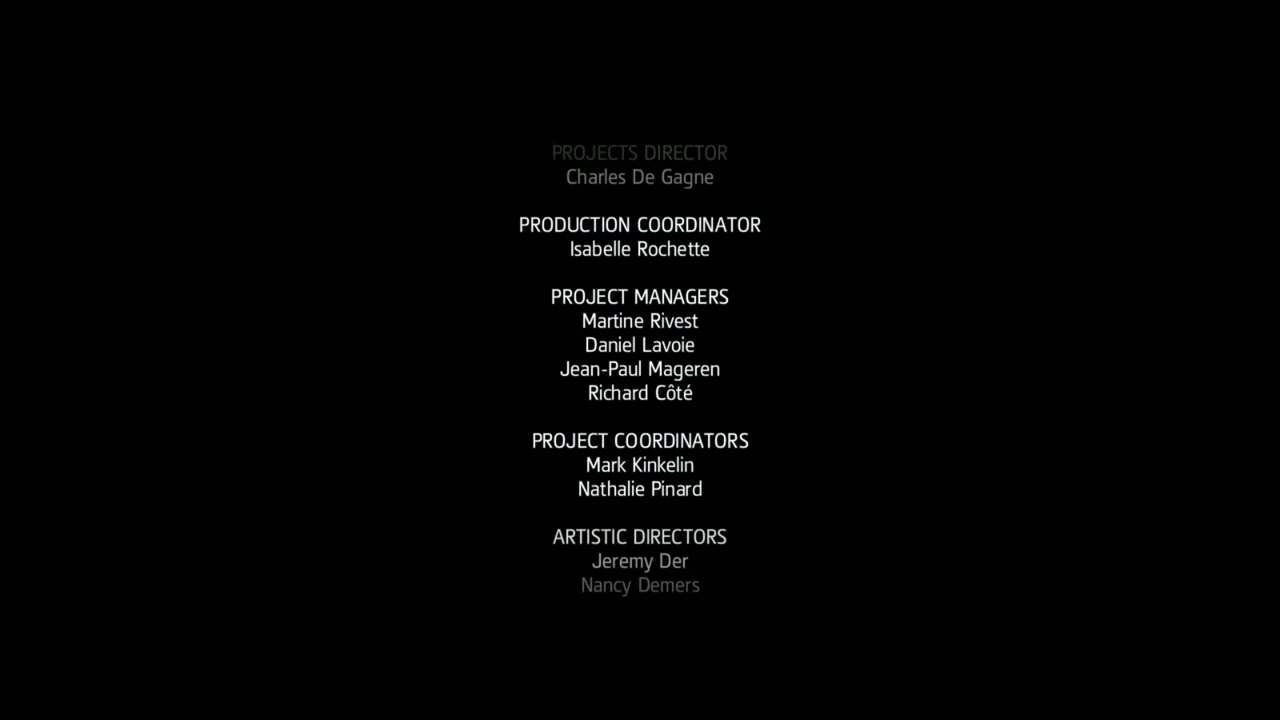 PROJECTS DIRECTOR
Charles De Gagne
PRODUCTION COORDINATOR
Isabelle Rochette
PROJECT MANAGERS
Martine Rivest
Daniel Lavoie
Jean-Paul Mageren
Richard Côté
PROJECT COORDINATORS
Mark Kinkelin
Nathalie Pinard
ARTISTIC DIRECTORS
Jeremy Der
Nancy Demers